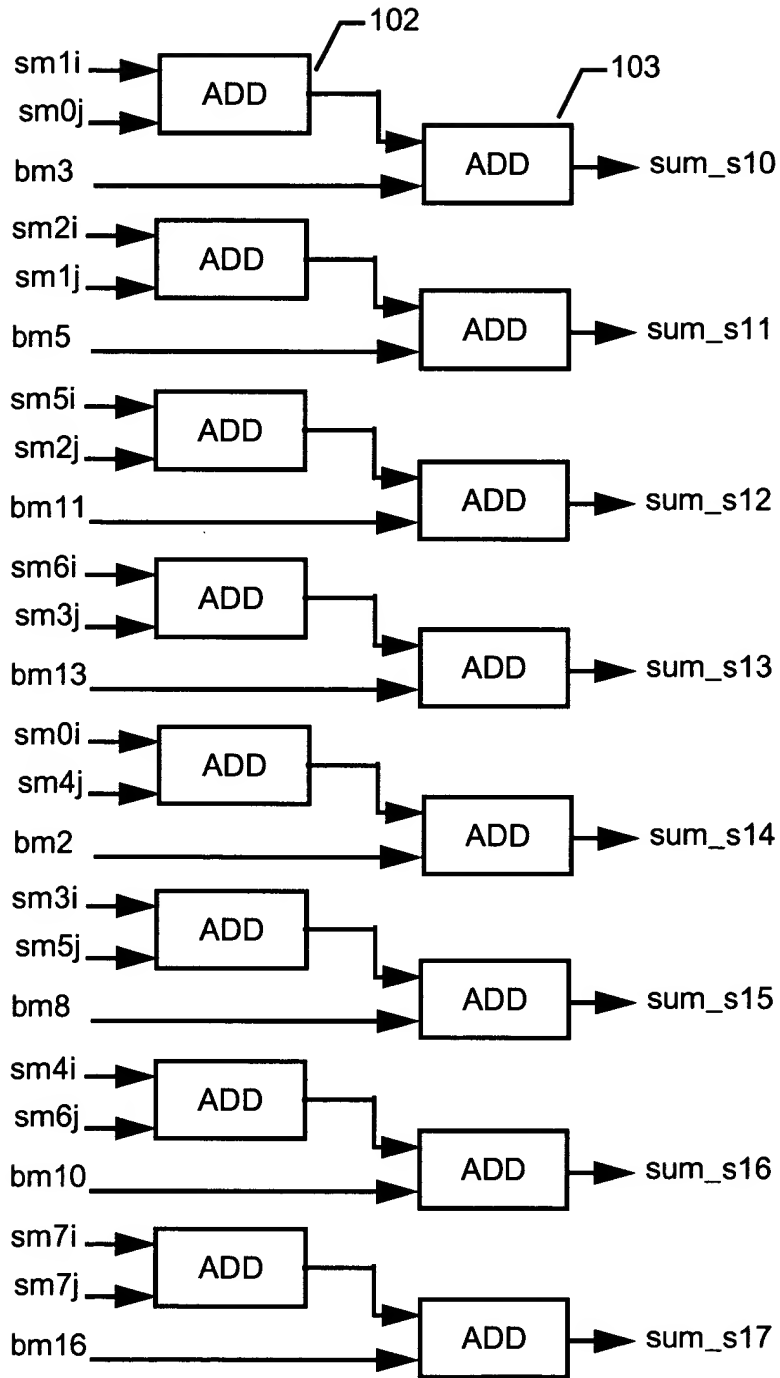 102
sm1i
ADD
103
sm0j
ADD
sum_s10
bm3
sm2i
ADD
sm1j
ADD
sum_s11
bm5
sm5i
ADD
sm2j
ADD
sum_s12
bm11
sm6i
ADD
sm3j
ADD
sum_s13
bm13
sm0i
ADD
sm4j
ADD
sum_s14
bm2
sm3i
ADD
sm5j
ADD
sum_s15
bm8
sm4i
ADD
sm6j
ADD
sum_s16
bm10
sm7i
ADD
sm7j
ADD
sum_s17
bm16